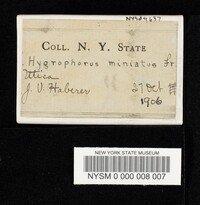 NYSf4697
COLL. N. Y. STATE
. Hygrophorus miniatus Fr
Utica
J. V. Haberer 27 Oct
1906
NEW YORK STATE MUSEUM
NYSM 0 000 008 007